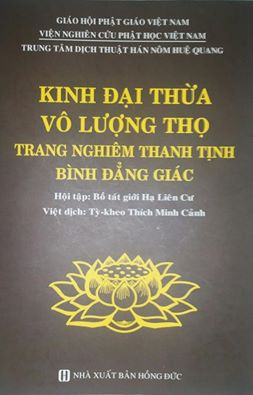 GIÁO HỘI PHẬT GIÁO VIỆT NAM
VIỆN NGHIÊN CỨU PHẬT HỌC VIỆT NAM
TRUNG TÂM DỊCH THUẬT HÁN NÔM HUỆ QUANG
KINH ĐẠI THỪA
VÔ LƯỢNG THỌ
TRANG NGHIÊM THANH TỊNH
BÌNH ĐẲNG GIÁC
Hội tập: Bồ tát giới Hạ Liên Cư
Việt dịch: Tỳ-kheo Thích Minh Cảnh
NHÀ XUẤT BẢN HỒNG ĐỨC